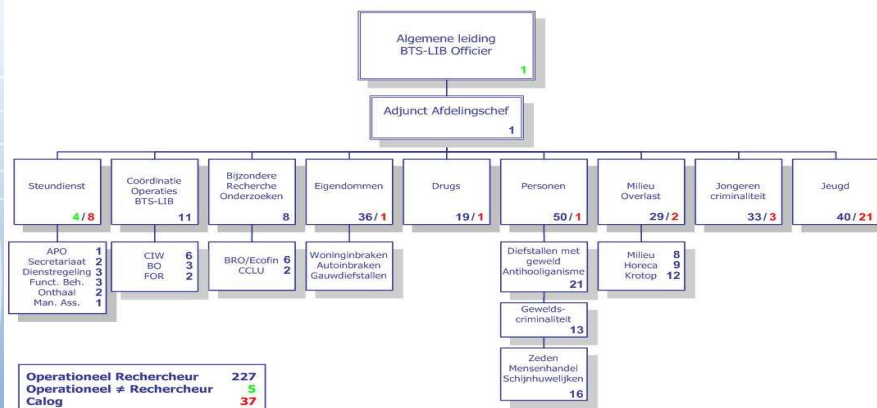 Algemene leiding
BTS-LIB Officier
1
Adjunct Afdelingschef
1
Steundienst
4/8
Coördinatie
Operaties
BTS-LIB
11
Bijzondere
Recherche
Onderzoeken
8
Eigendommen
36/1
Drugs
19/1
Personen
50/1
Milieu
Overlast
29/2
Jongeren
criminaliteit
33/3
Jeugd
40/21
APO 1
Secretariaat 2
Dienstregeling 3
Funct. Beh. 3
Onthaal 2
Man. Ass. 1
CIW 6
BO 3
FOR 2
BRO/Ecofin 6
CCLU 2
Woninginbraken
Autoinbraken
Gauwdiefstallen
Diefstallen met
geweld
Antihooliganisme
21
Gewelds-
criminaliteit
13
Zeden
Mensenhandel
Schijnhuwelijken
16
Milieu 8
Horeca 9
Krotop 12
Operationeel Rechercheur 227
Operationeel ≠ Rechercheur 5
Calog 37